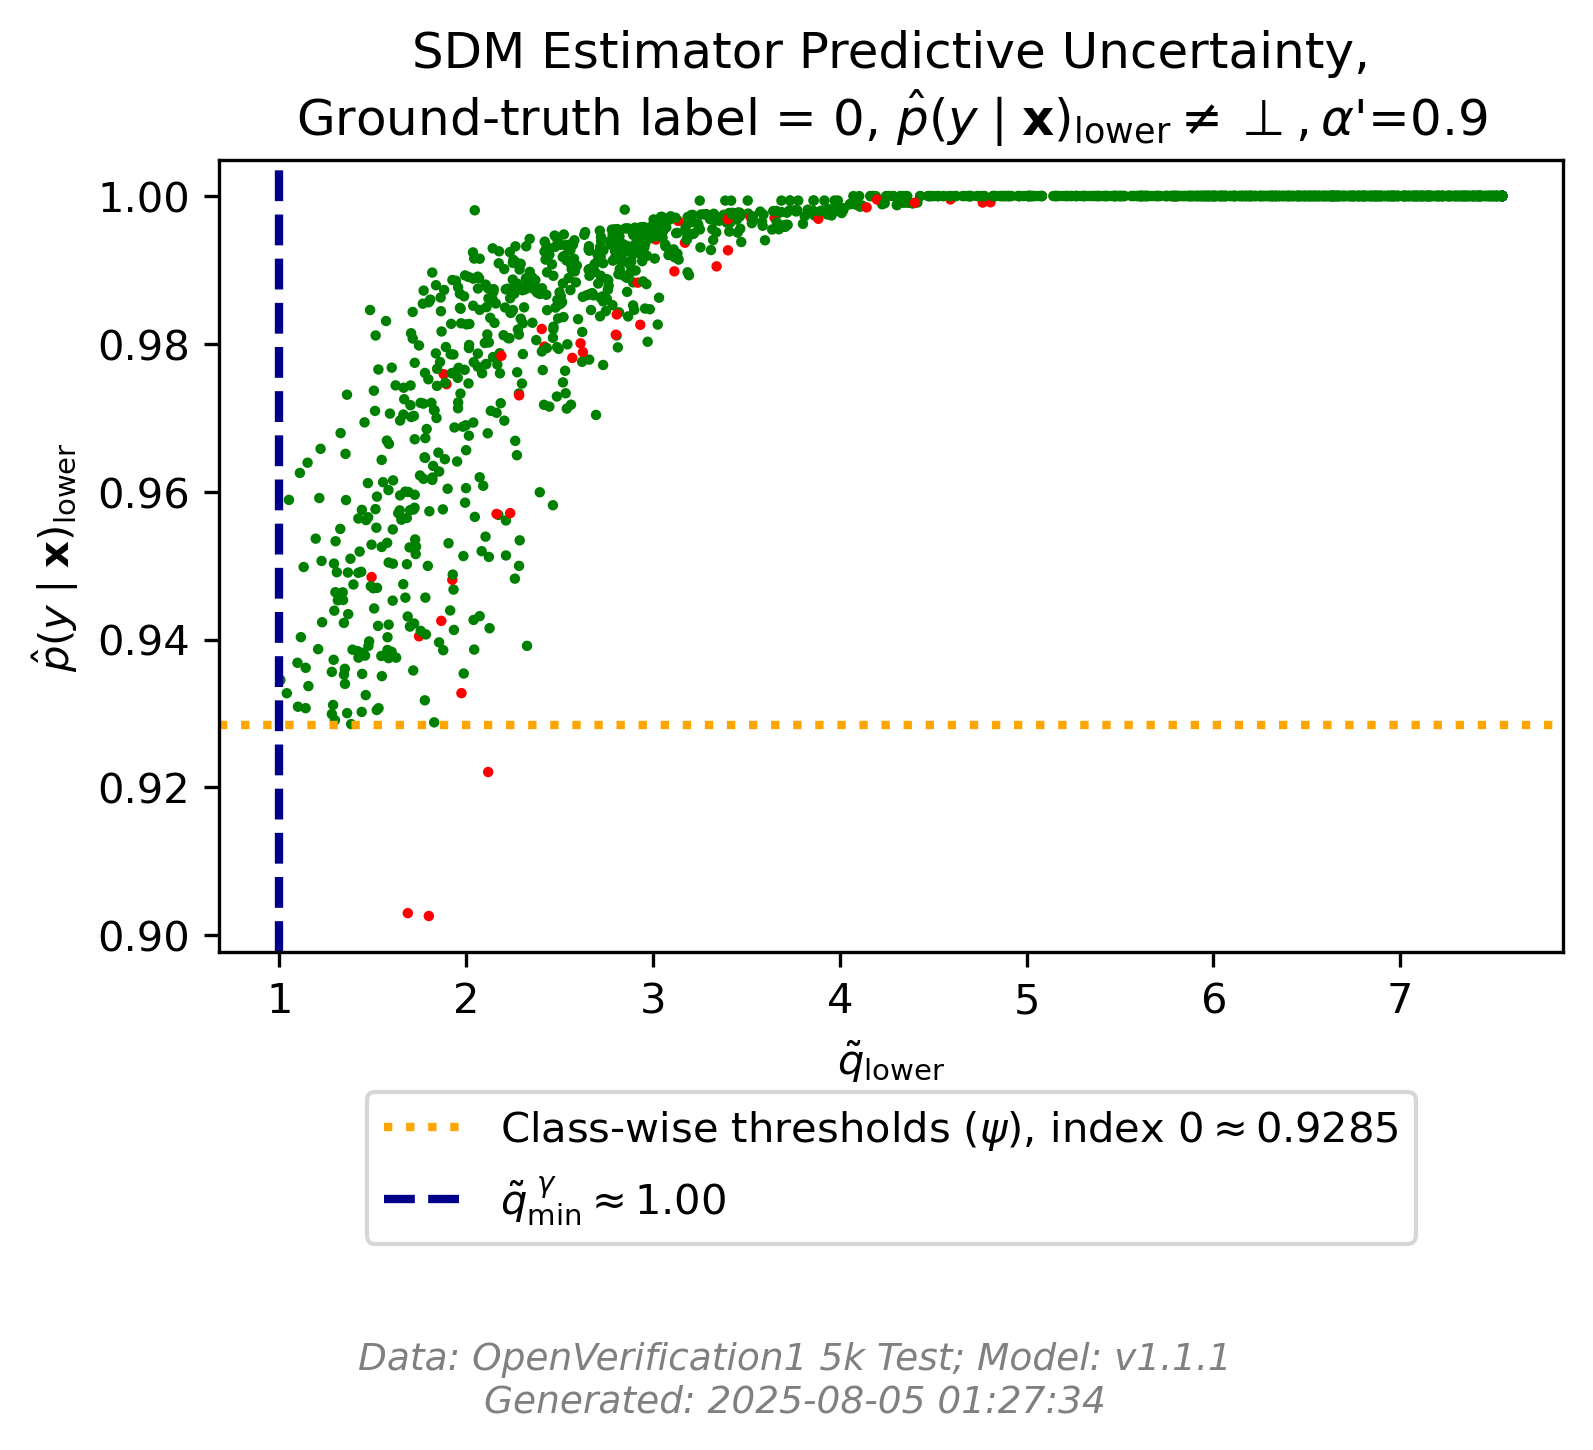 SDM Estimator Predictive Uncertainty,
Ground-truth label = 0, p̂(y | x)lower ≠ ⊥, α'=0.9
1.00
0.98
0.96
0.94
0.92
0.90
p̂(y | x)lower
1 2 3 4 5 6 7
q̃lower
Class-wise thresholds (ψ), index 0 ≈ 0.9285
q̃γmin ≈ 1.00
Data: OpenVerification1 5k Test; Model: v1.1.1
Generated: 2025-08-05 01:27:34